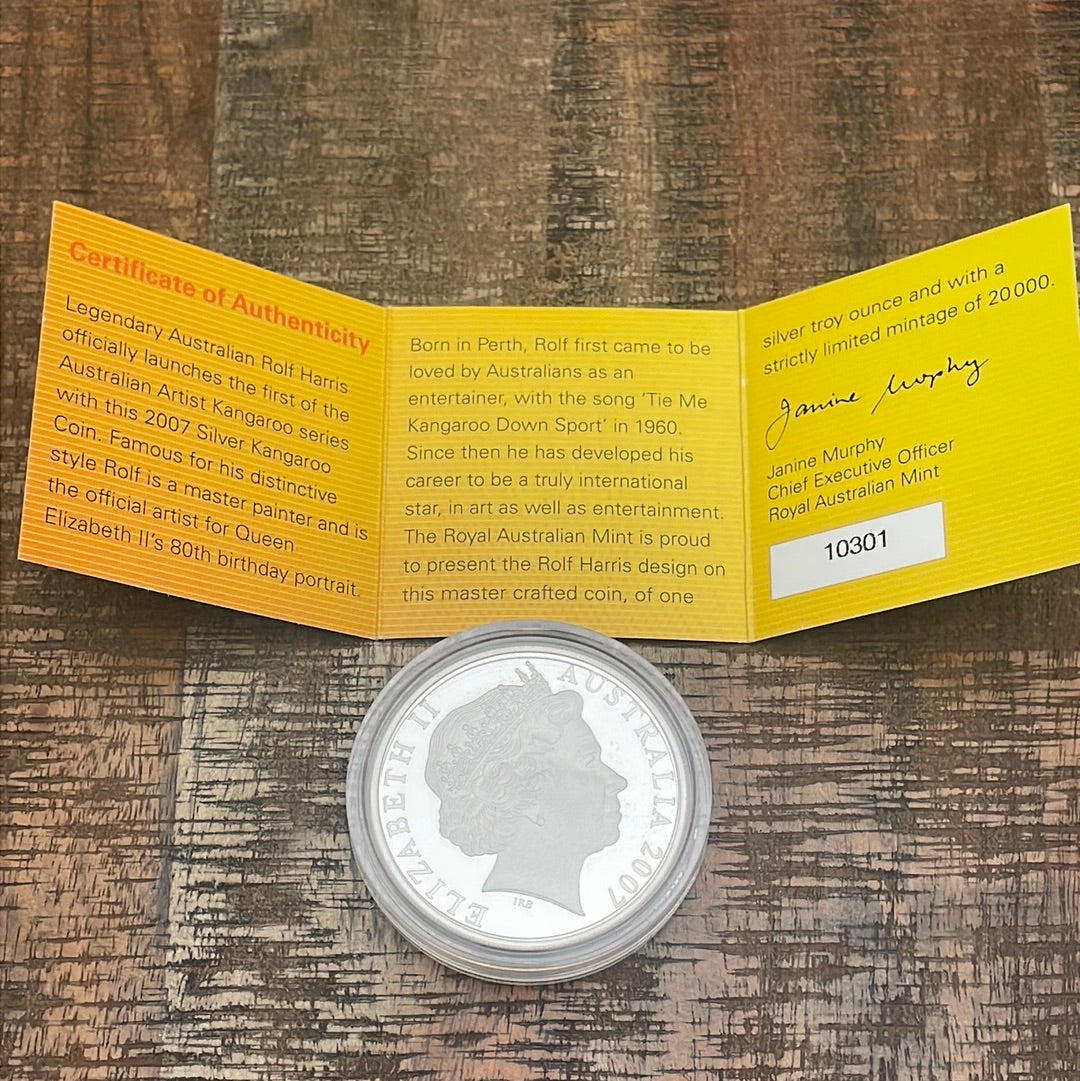 Certificate of Authenticity
Legendary Australian Rolf Harris
officially launches the first of the
Australian Artist Kangaroo series
with this 2007 Silver Kangaroo
Coin. Famous for his distinctive
style Rolf is a master painter and is
the official artist for Queen
Elizabeth II's 80th birthday portrait.
Born in Perth, Rolf first came to be
loved by Australians as an
entertainer, with the song 'Tie Me
Kangaroo Down Sport' in 1960.
Since then he has developed his
career to be a truly international
star, in art as well as entertainment.
The Royal Australian Mint is proud
to present the Rolf Harris design on
this master crafted coin, of one
silver troy ounce and with a
strictly limited mintage of 20 000.
Janine Murphy
Janine Murphy
Chief Executive Officer
Royal Australian Mint
10301
ELIZABETH II AUSTRALIA 2007
IRB